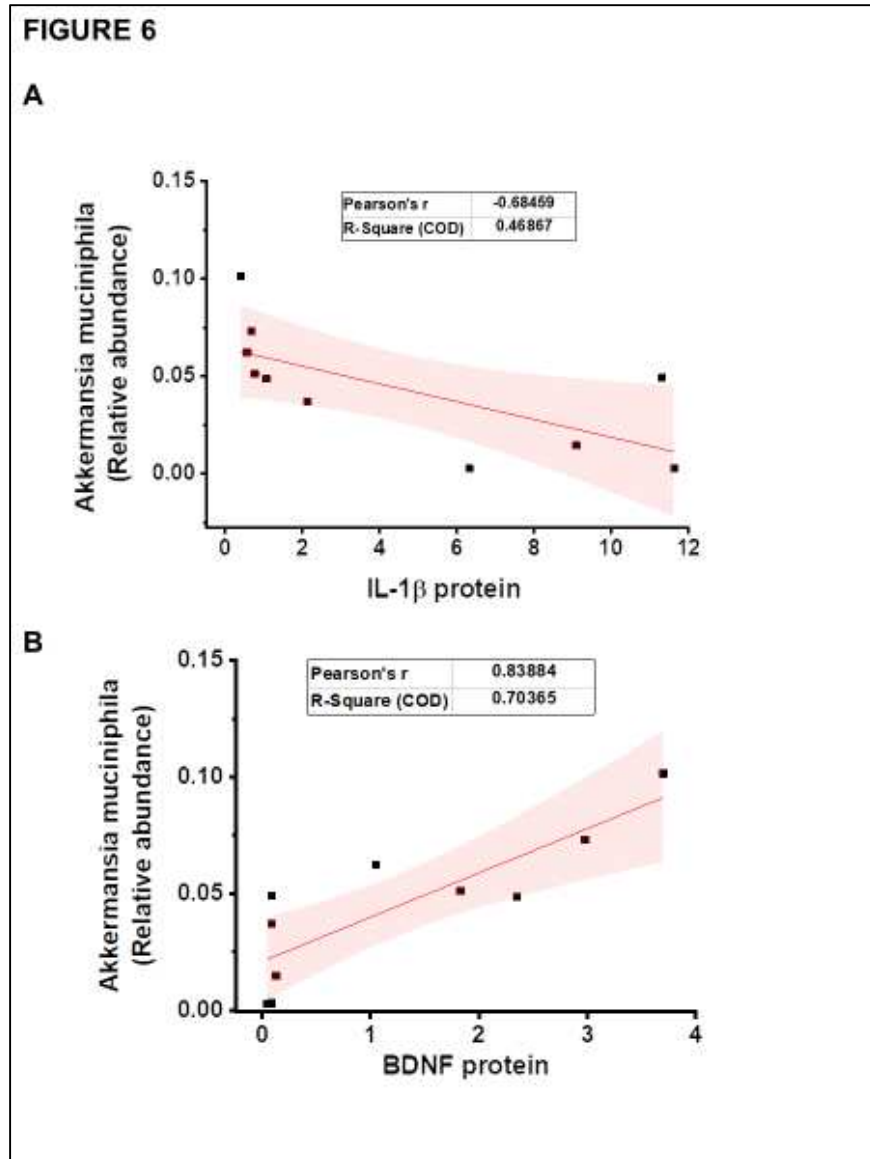 FIGURE 6
A
Akkermansia muciniphila
(Relative abundance)
0.15
0.10
0.05
0.00
Pearson's r -0.68459
R-Square (COD) 0.46867
0 2 4 6 8 10 12
IL-1β protein
B
Akkermansia muciniphila
(Relative abundance)
0.15
0.10
0.05
0.00
Pearson's r 0.83884
R-Square (COD) 0.70365
0 1 2 3 4
BDNF protein